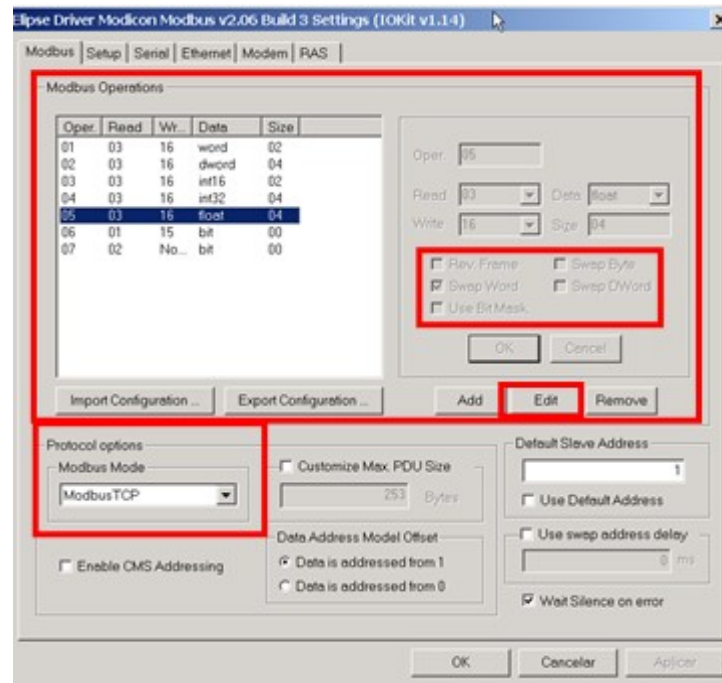 Elipse Driver Modicon Modbus v2.06 Build 3 Settings (IOKit v1.14)
Modbus Setup Serial Ethernet Modem RAS
Modbus Operations
Oper. Read Wr... Data Size
01 03 16 word 02
02 03 16 dword 04
03 03 16 int16 02
04 03 16 int32 04
05 03 16 float 04
06 01 15 bit 00
07 02 No... bit 00
Oper. 05
Read 03 Data float
Write 16 Size 04
Rev. Frame Swap Byte
Swap Word Swap DWord
Use Bit Mask
OK Cancel
Import Configuration ... Export Configuration ... Add Edit Remove
Protocol options
Modbus Mode
ModbusTCP
Enable CMS Addressing
Customize Max. PDU Size
253 Bytes
Data Address Model Offset
Data is addressed from 1
Data is addressed from 0
Default Slave Address
1
Use Default Address
Use swap address delay
0 ms
Wait Silence on error
OK Cancelar Aplicar